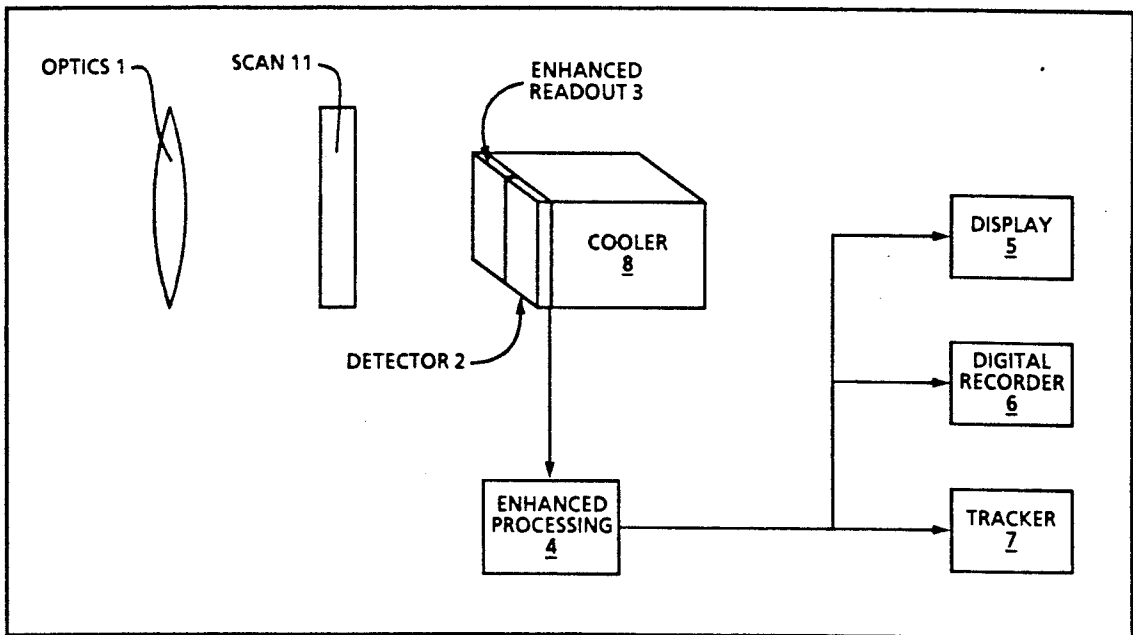 OPTICS 1
SCAN 11
ENHANCED
READOUT 3
COOLER
8
DETECTOR 2
DISPLAY
5
DIGITAL
RECORDER
6
ENHANCED
PROCESSING
4
TRACKER
7